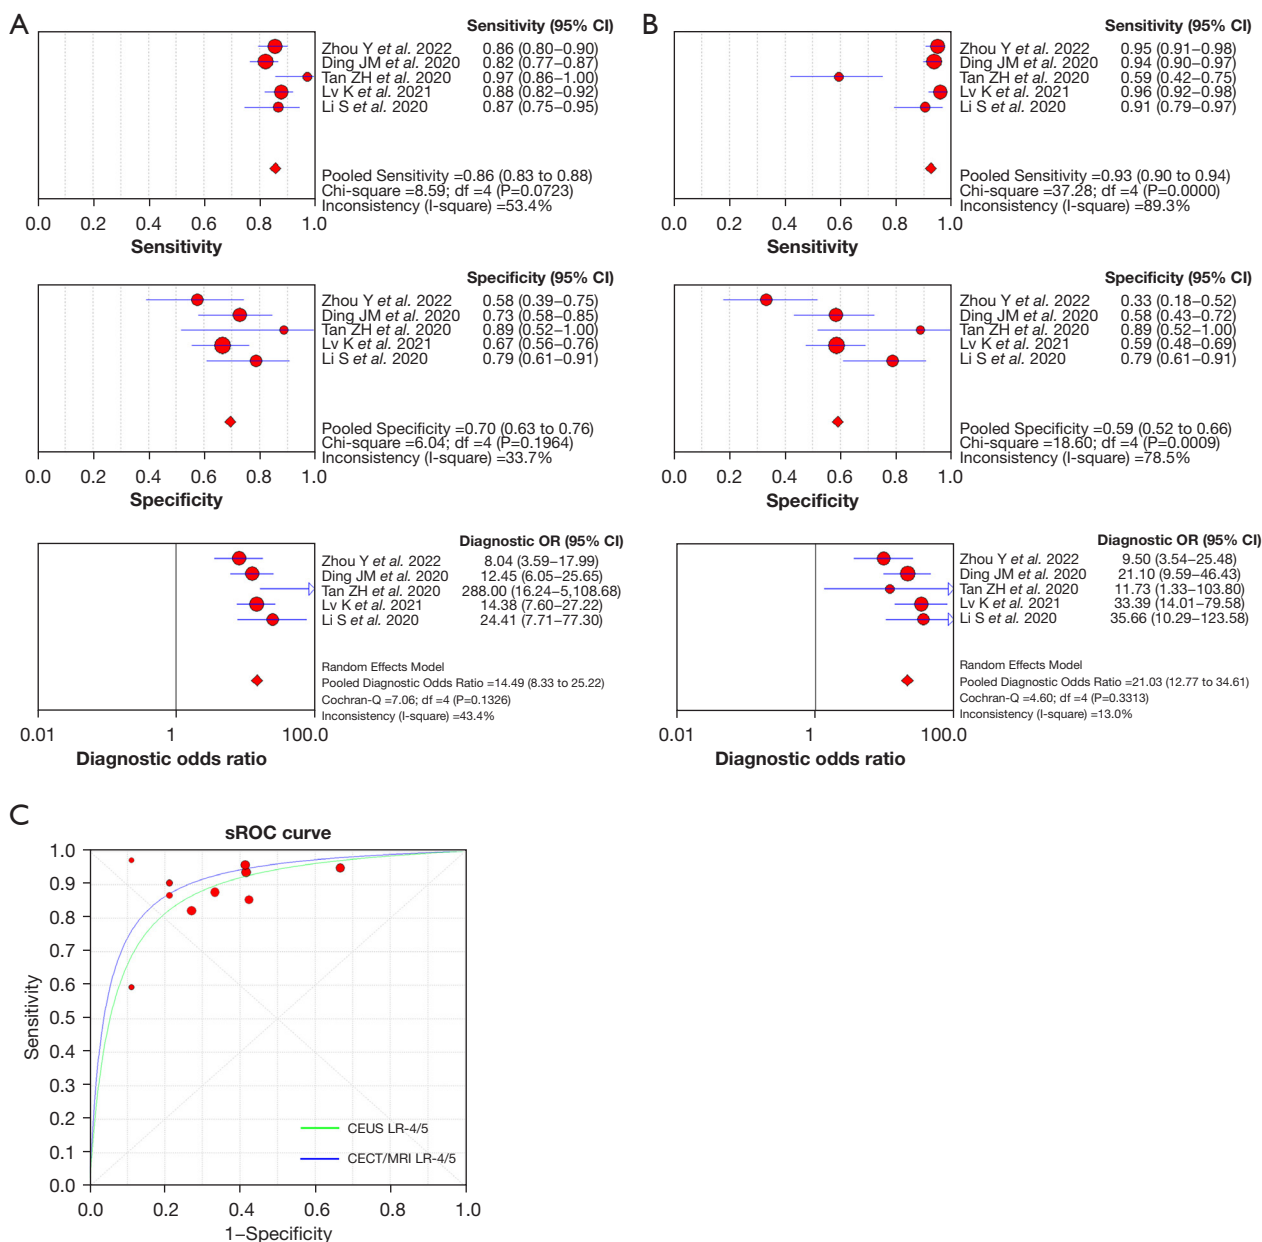 A
Sensitivity (95% CI)
Zhou Y et al. 2022 0.86 (0.80–0.90)
Ding JM et al. 2020 0.82 (0.77–0.87)
Tan ZH et al. 2020 0.97 (0.86–1.00)
Lv K et al. 2021 0.88 (0.82–0.92)
Li S et al. 2020 0.87 (0.75–0.95)
Pooled Sensitivity =0.86 (0.83 to 0.88)
Chi-square =8.59; df =4 (P=0.0723)
Inconsistency (I-square) =53.4%
0.0 0.2 0.4 0.6 0.8 1.0
Sensitivity
Specificity (95% CI)
Zhou Y et al. 2022 0.58 (0.39–0.75)
Ding JM et al. 2020 0.73 (0.58–0.85)
Tan ZH et al. 2020 0.89 (0.52–1.00)
Lv K et al. 2021 0.67 (0.56–0.76)
Li S et al. 2020 0.79 (0.61–0.91)
Pooled Specificity =0.70 (0.63 to 0.76)
Chi-square =6.04; df =4 (P=0.1964)
Inconsistency (I-square) =33.7%
0.0 0.2 0.4 0.6 0.8 1.0
Specificity
Diagnostic OR (95% CI)
Zhou Y et al. 2022 8.04 (3.59–17.99)
Ding JM et al. 2020 12.45 (6.05–25.65)
Tan ZH et al. 2020 288.00 (16.24–5,108.68)
Lv K et al. 2021 14.38 (7.60–27.22)
Li S et al. 2020 24.41 (7.71–77.30)
Random Effects Model
Pooled Diagnostic Odds Ratio =14.49 (8.33 to 25.22)
Cochran-Q =7.06; df =4 (P=0.1326)
Inconsistency (I-square) =43.4%
0.01 1 100.0
Diagnostic odds ratio
B
Sensitivity (95% CI)
Zhou Y et al. 2022 0.95 (0.91–0.98)
Ding JM et al. 2020 0.94 (0.90–0.97)
Tan ZH et al. 2020 0.59 (0.42–0.75)
Lv K et al. 2021 0.96 (0.92–0.98)
Li S et al. 2020 0.91 (0.79–0.97)
Pooled Sensitivity =0.93 (0.90 to 0.94)
Chi-square =37.28; df =4 (P=0.0000)
Inconsistency (I-square) =89.3%
0.0 0.2 0.4 0.6 0.8 1.0
Sensitivity
Specificity (95% CI)
Zhou Y et al. 2022 0.33 (0.18–0.52)
Ding JM et al. 2020 0.58 (0.43–0.72)
Tan ZH et al. 2020 0.89 (0.52–1.00)
Lv K et al. 2021 0.59 (0.48–0.69)
Li S et al. 2020 0.79 (0.61–0.91)
Pooled Specificity =0.59 (0.52 to 0.66)
Chi-square =18.60; df =4 (P=0.0009)
Inconsistency (I-square) =78.5%
0.0 0.2 0.4 0.6 0.8 1.0
Specificity
Diagnostic OR (95% CI)
Zhou Y et al. 2022 9.50 (3.54–25.48)
Ding JM et al. 2020 21.10 (9.59–46.43)
Tan ZH et al. 2020 11.73 (1.33–103.80)
Lv K et al. 2021 33.39 (14.01–79.58)
Li S et al. 2020 35.66 (10.29–123.58)
Random Effects Model
Pooled Diagnostic Odds Ratio =21.03 (12.77 to 34.61)
Cochran-Q =4.60; df =4 (P=0.3313)
Inconsistency (I-square) =13.0%
0.01 1 100.0
Diagnostic odds ratio
C
sROC curve
Sensitivity
1.0
0.9
0.8
0.7
0.6
0.5
0.4
0.3
0.2
0.1
0.0
CEUS LR-4/5
CECT/MRI LR-4/5
0.0 0.2 0.4 0.6 0.8 1.0
1–Specificity